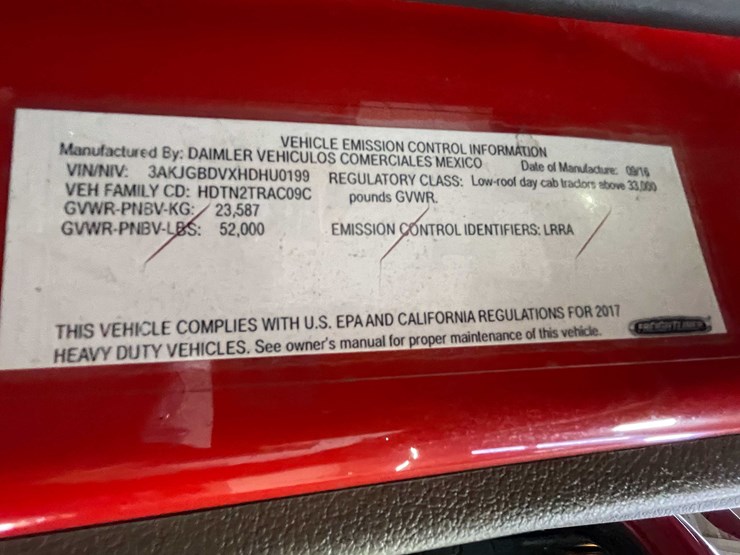 VEHICLE EMISSION CONTROL INFORMATION
Manufactured By: DAIMLER VEHICULOS COMERCIALES MEXICO Date of Manufacture: 09/16
VIN/NIV: 3AKJGBDVXHDHU0199 REGULATORY CLASS: Low-roof day cab tractors above 33,000
VEH FAMILY CD: HDTN2TRAC09C pounds GVWR.
GVWR-PNBV-KG: 23,587
GVWR-PNBV-LBS: 52,000 EMISSION CONTROL IDENTIFIERS: LRRA
THIS VEHICLE COMPLIES WITH U.S. EPA AND CALIFORNIA REGULATIONS FOR 2017
HEAVY DUTY VEHICLES. See owner's manual for proper maintenance of this vehicle.
FREIGHTLINER